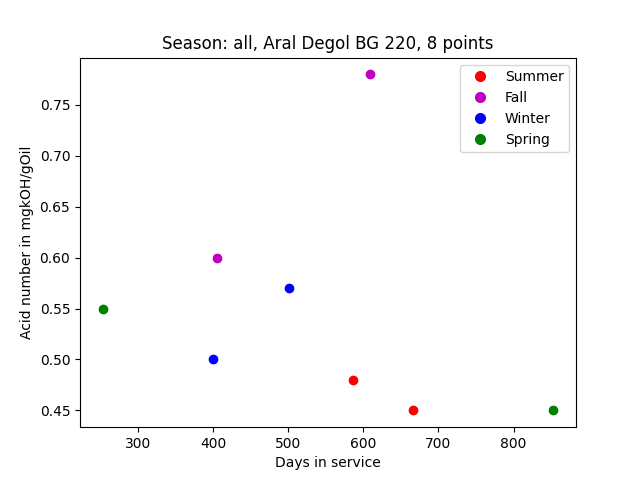 Season: all, Aral Degol BG 220, 8 points
Summer
Fall
Winter
Spring
Acid number in mgkOH/gOil
0.75
0.70
0.65
0.60
0.55
0.50
0.45
300 400 500 600 700 800
Days in service